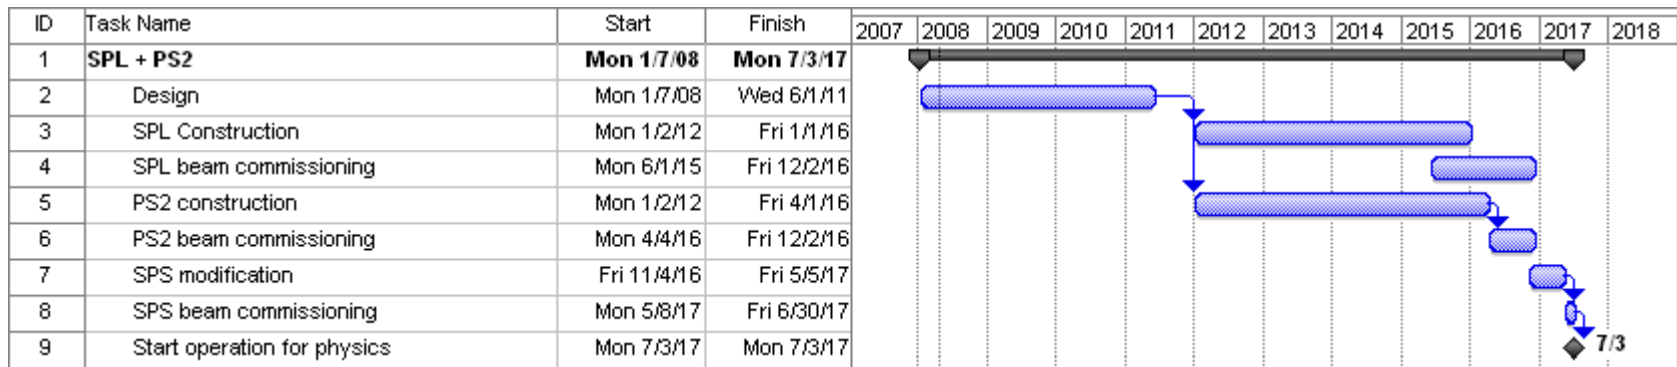 ID Task Name Start Finish 2007 2008 2009 2010 2011 2012 2013 2014 2015 2016 2017 2018
1 SPL + PS2 Mon 1/7/08 Mon 7/3/17
2 Design Mon 1/7/08 Wed 6/1/11
3 SPL Construction Mon 1/2/12 Fri 1/1/16
4 SPL beam commissioning Mon 6/1/15 Fri 12/2/16
5 PS2 construction Mon 1/2/12 Fri 4/1/16
6 PS2 beam commissioning Mon 4/4/16 Fri 12/2/16
7 SPS modification Fri 11/4/16 Fri 5/5/17
8 SPS beam commissioning Mon 5/8/17 Fri 6/30/17
9 Start operation for physics Mon 7/3/17 Mon 7/3/17 7/3